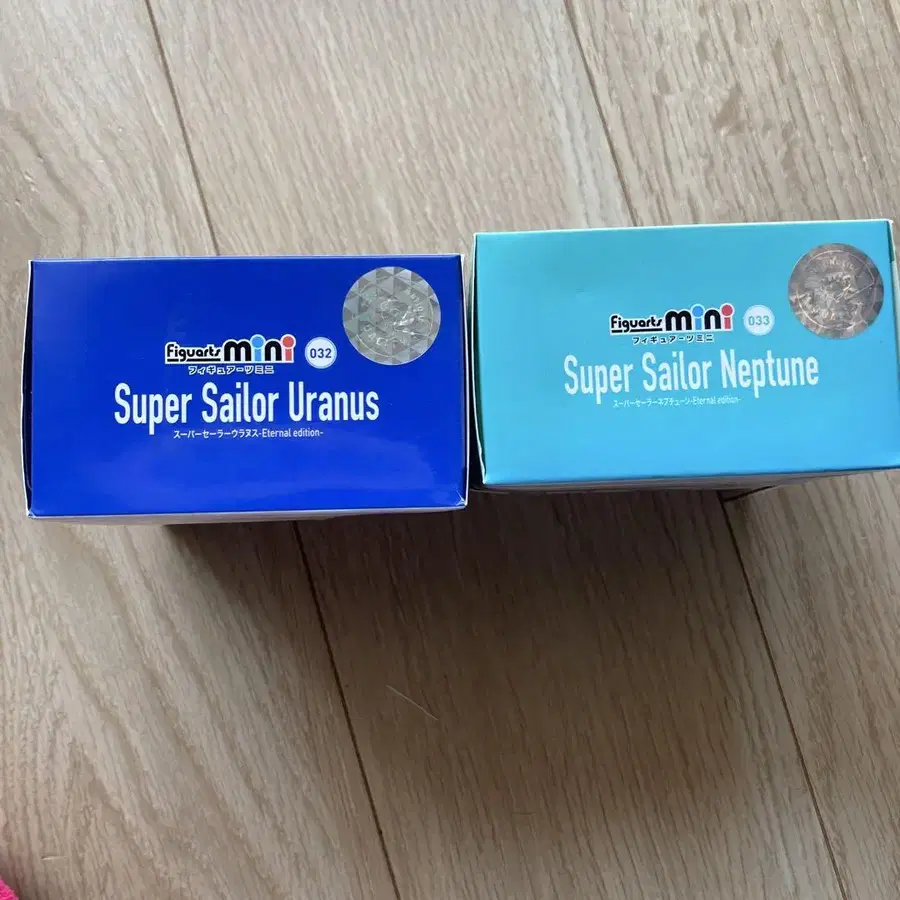 Figuarts mini 032
フィギュアーツミニ
Super Sailor Uranus
スーパーセーラーウラヌス-Eternal edition-
Figuarts mini 033
フィギュアーツミニ
Super Sailor Neptune
スーパーセーラーネプチューン-Eternal edition-